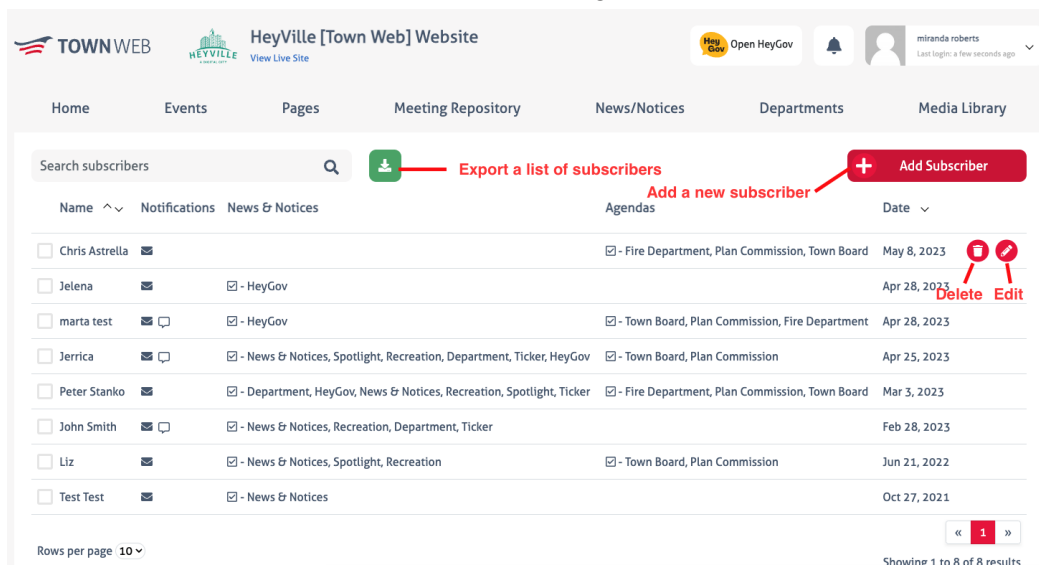 TOWN WEB
HEYVILLE
A DIGITAL CITY
HeyVille [Town Web] Website
View Live Site
Hey Gov
Open HeyGov
miranda roberts
Last login: a few seconds ago
Home Events Pages Meeting Repository News/Notices Departments Media Library
Search subscribers
Export a list of subscribers
Add a new subscriber
+ Add Subscriber
Name Notifications News & Notices Agendas Date
Chris Astrella - Fire Department, Plan Commission, Town Board May 8, 2023
Jelena - HeyGov Apr 28, 2023
Delete Edit
marta test - HeyGov - Town Board, Plan Commission, Fire Department Apr 28, 2023
Jerrica - News & Notices, Spotlight, Recreation, Department, Ticker, HeyGov - Town Board, Plan Commission Apr 25, 2023
Peter Stanko - Department, HeyGov, News & Notices, Recreation, Spotlight, Ticker - Fire Department, Plan Commission, Town Board Mar 3, 2023
John Smith - News & Notices, Recreation, Department, Ticker Feb 28, 2023
Liz - News & Notices, Spotlight, Recreation - Town Board, Plan Commission Jun 21, 2022
Test Test - News & Notices Oct 27, 2021
« 1 »
Rows per page 10
Showing 1 to 8 of 8 results